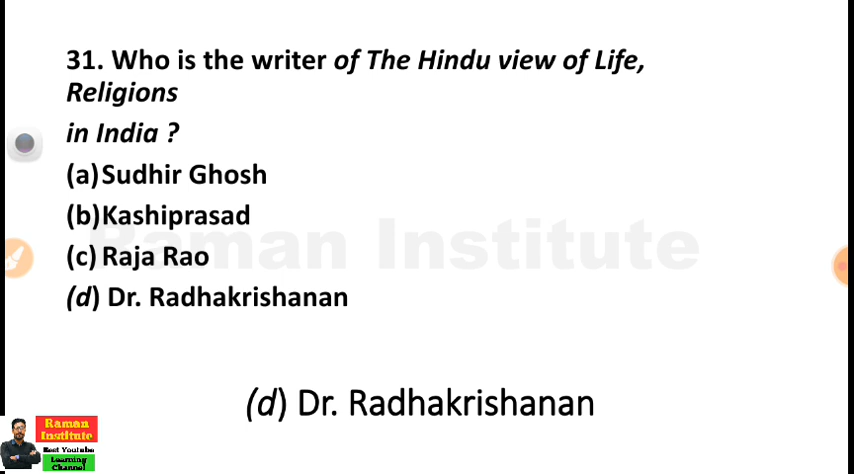 31. Who is the writer of The Hindu view of Life,
Religions
in India ?
(a)Sudhir Ghosh
(b)Kashiprasad
(c) Raja Rao
(d) Dr. Radhakrishanan
Raman Institute
(d) Dr. Radhakrishanan
Raman
Institute
Best Youtube
Learning
Channel